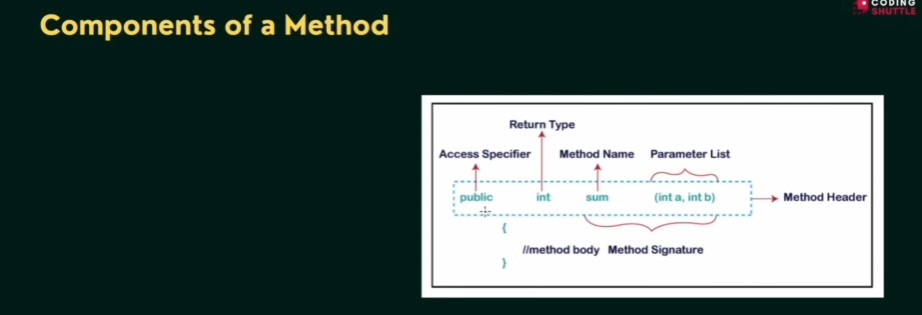 Components of a Method
CODING
SHUTTLE
Return Type
Access Specifier Method Name Parameter List
public int sum (int a, int b) Method Header
{
//method body Method Signature
}